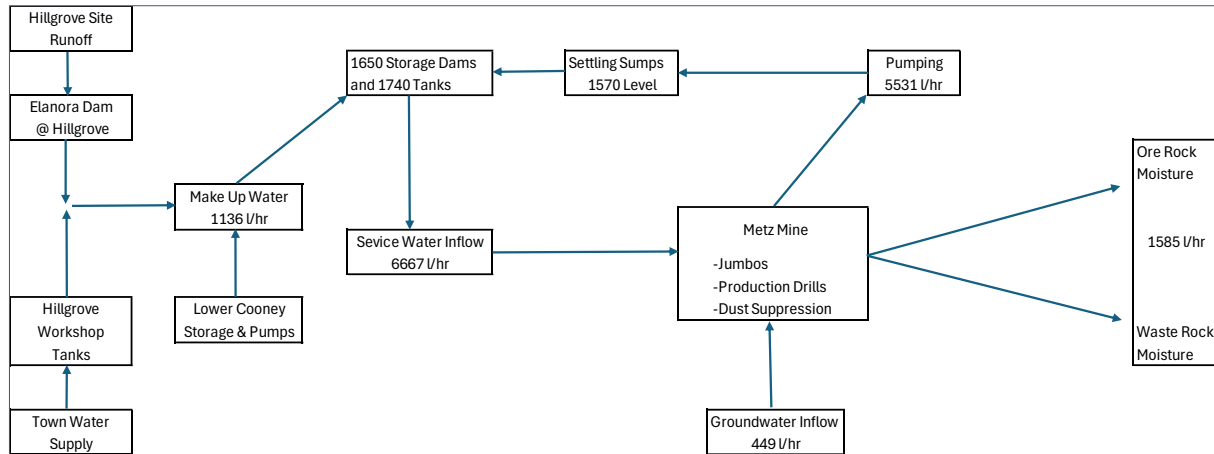 Hillgrove Site
Runoff
1650 Storage Dams
and 1740 Tanks
Settling Sumps
1570 Level
Pumping
5531 l/hr
Elanora Dam
@ Hillgrove
Ore Rock
Moisture
Make Up Water
1136 l/hr
Sevice Water Inflow
6667 l/hr
Metz Mine
-Jumbos
-Production Drills
-Dust Suppression
1585 l/hr
Hillgrove
Workshop
Tanks
Lower Cooney
Storage & Pumps
Waste Rock
Moisture
Town Water
Supply
Groundwater Inflow
449 l/hr